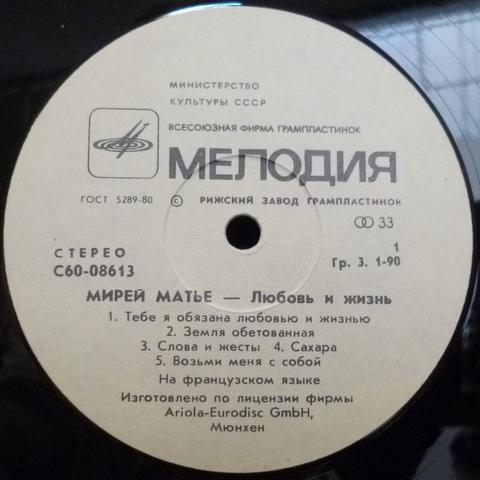 МИНИСТЕРСТВО
КУЛЬТУРЫ СССР
ВСЕСОЮЗНАЯ ФИРМА ГРАМПЛАСТИНОК
МЕЛОДИЯ
ГОСТ 5289-80 © РИЖСКИЙ ЗАВОД ГРАМПЛАСТИНОК
33
СТЕРЕО 1
С60-08613 Гр. 3. 1-90
МИРЕЙ МАТЬЕ — Любовь и жизнь
1. Тебе я обязана любовью и жизнью
2. Земля обетованная
3. Слова и жесты 4. Сахара
5. Возьми меня с собой
На французском языке
Изготовлено по лицензии фирмы
Ariola-Eurodisc GmbH,
Мюнхен